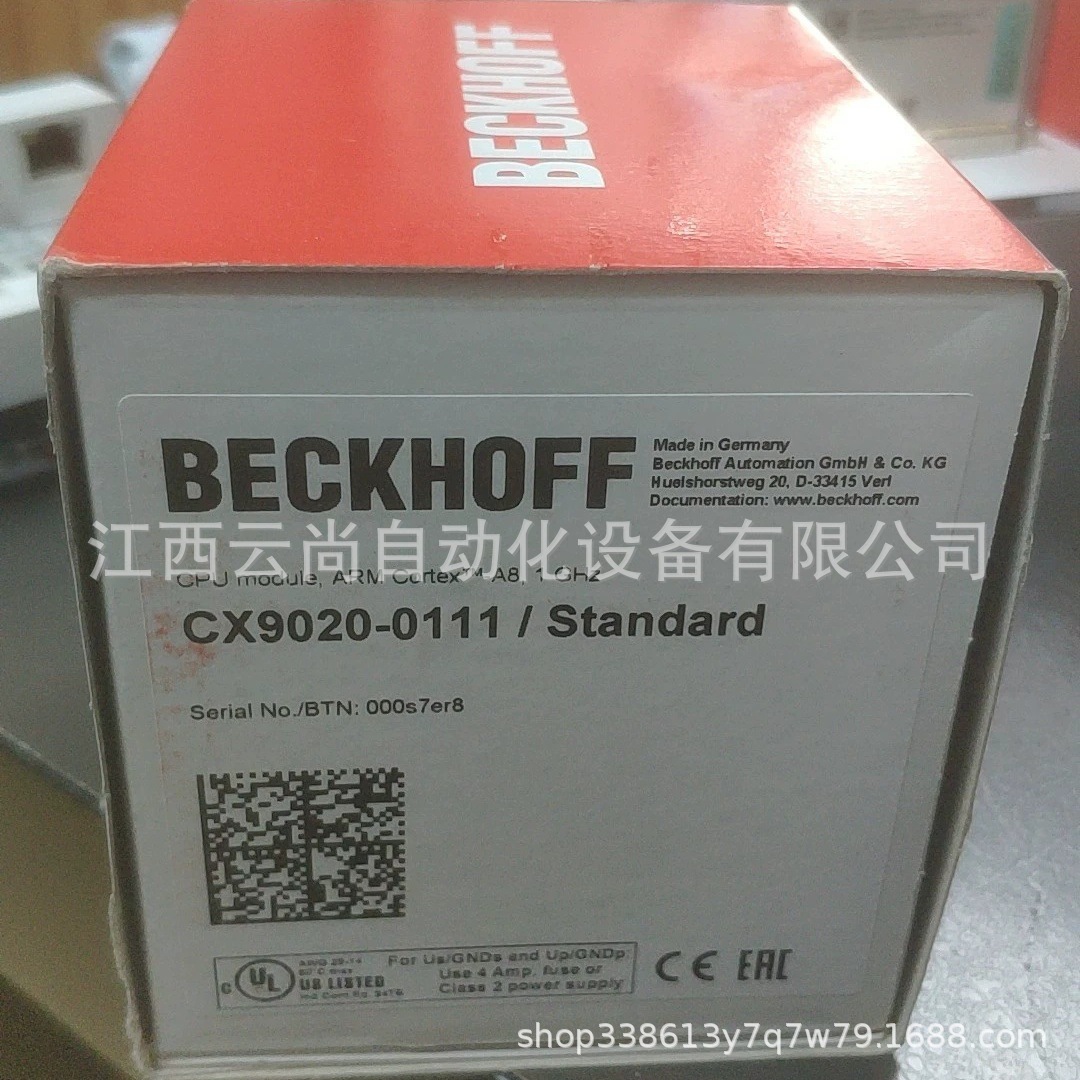 BECKHOFF
BECKHOFF
Made in Germany
Beckhoff Automation GmbH & Co. KG
Huelshorstweg 20, D-33415 Verl
Documentation: www.beckhoff.com
江西云尚自动化设备有限公司
CPU module, ARM Cortex™ A8, 1 GHz
CX9020-0111 / Standard
Serial No./BTN: 000s7er8
c UL US LISTED
For Us/GNDs and Up/GNDp:
Use 4 Amp. fuse or
Class 2 power supply
CE EAC
shop338613y7q7w79.1688.com